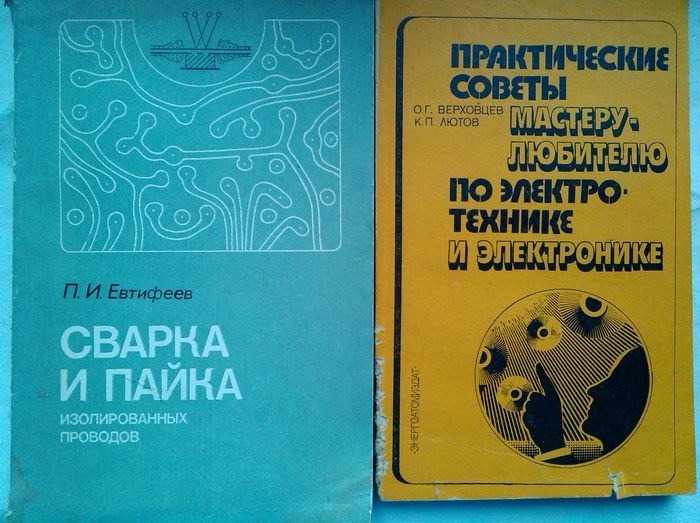 П. И. Евтифеев
СВАРКА
И ПАЙКА
ИЗОЛИРОВАННЫХ
ПРОВОДОВ
ПРАКТИЧЕСКИЕ
СОВЕТЫ
О.Г. ВЕРХОВЦЕВ
К.П. ЛЮТОВ
МАСТЕРУ-
ЛЮБИТЕЛЮ
ПО ЭЛЕКТРО-
ТЕХНИКЕ
И ЭЛЕКТРОНИКЕ
·ЭНЕРГОАТОМИЗДАТ·